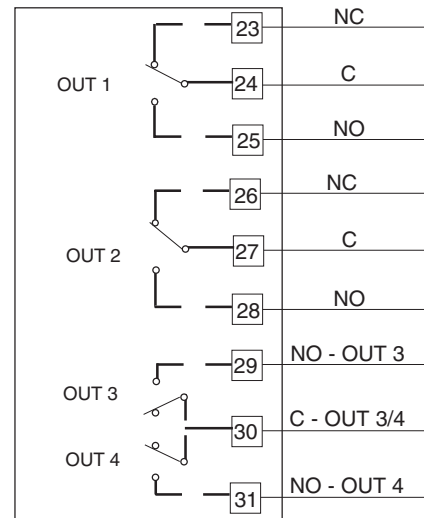 23 NC
OUT 1 24 C
25 NO
26 NC
OUT 2 27 C
28 NO
29 NO - OUT 3
OUT 3
30 C - OUT 3/4
OUT 4
31 NO - OUT 4